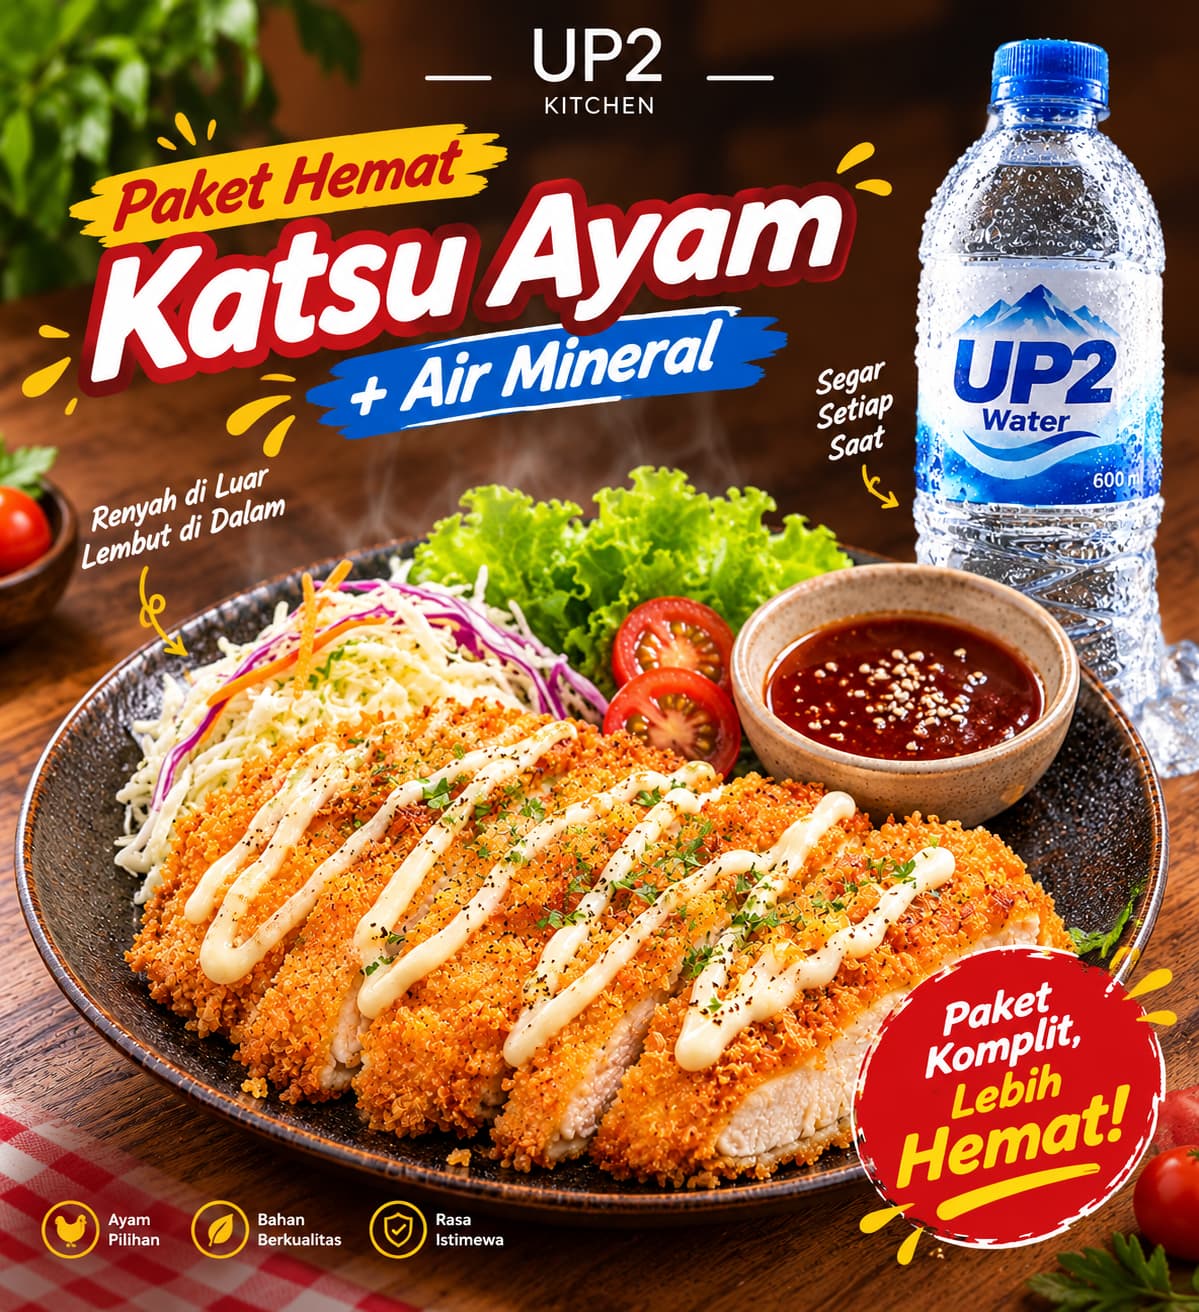 UP2
KITCHEN
Paket Hemat
Katsu Ayam
+ Air Mineral
Segar
Setiap
Saat
UP2
Water
600 ml
Renyah di Luar
Lembut di Dalam
Paket
Komplit,
Lebih
Hemat!
Ayam
Pilihan
Bahan
Berkualitas
Rasa
Istimewa